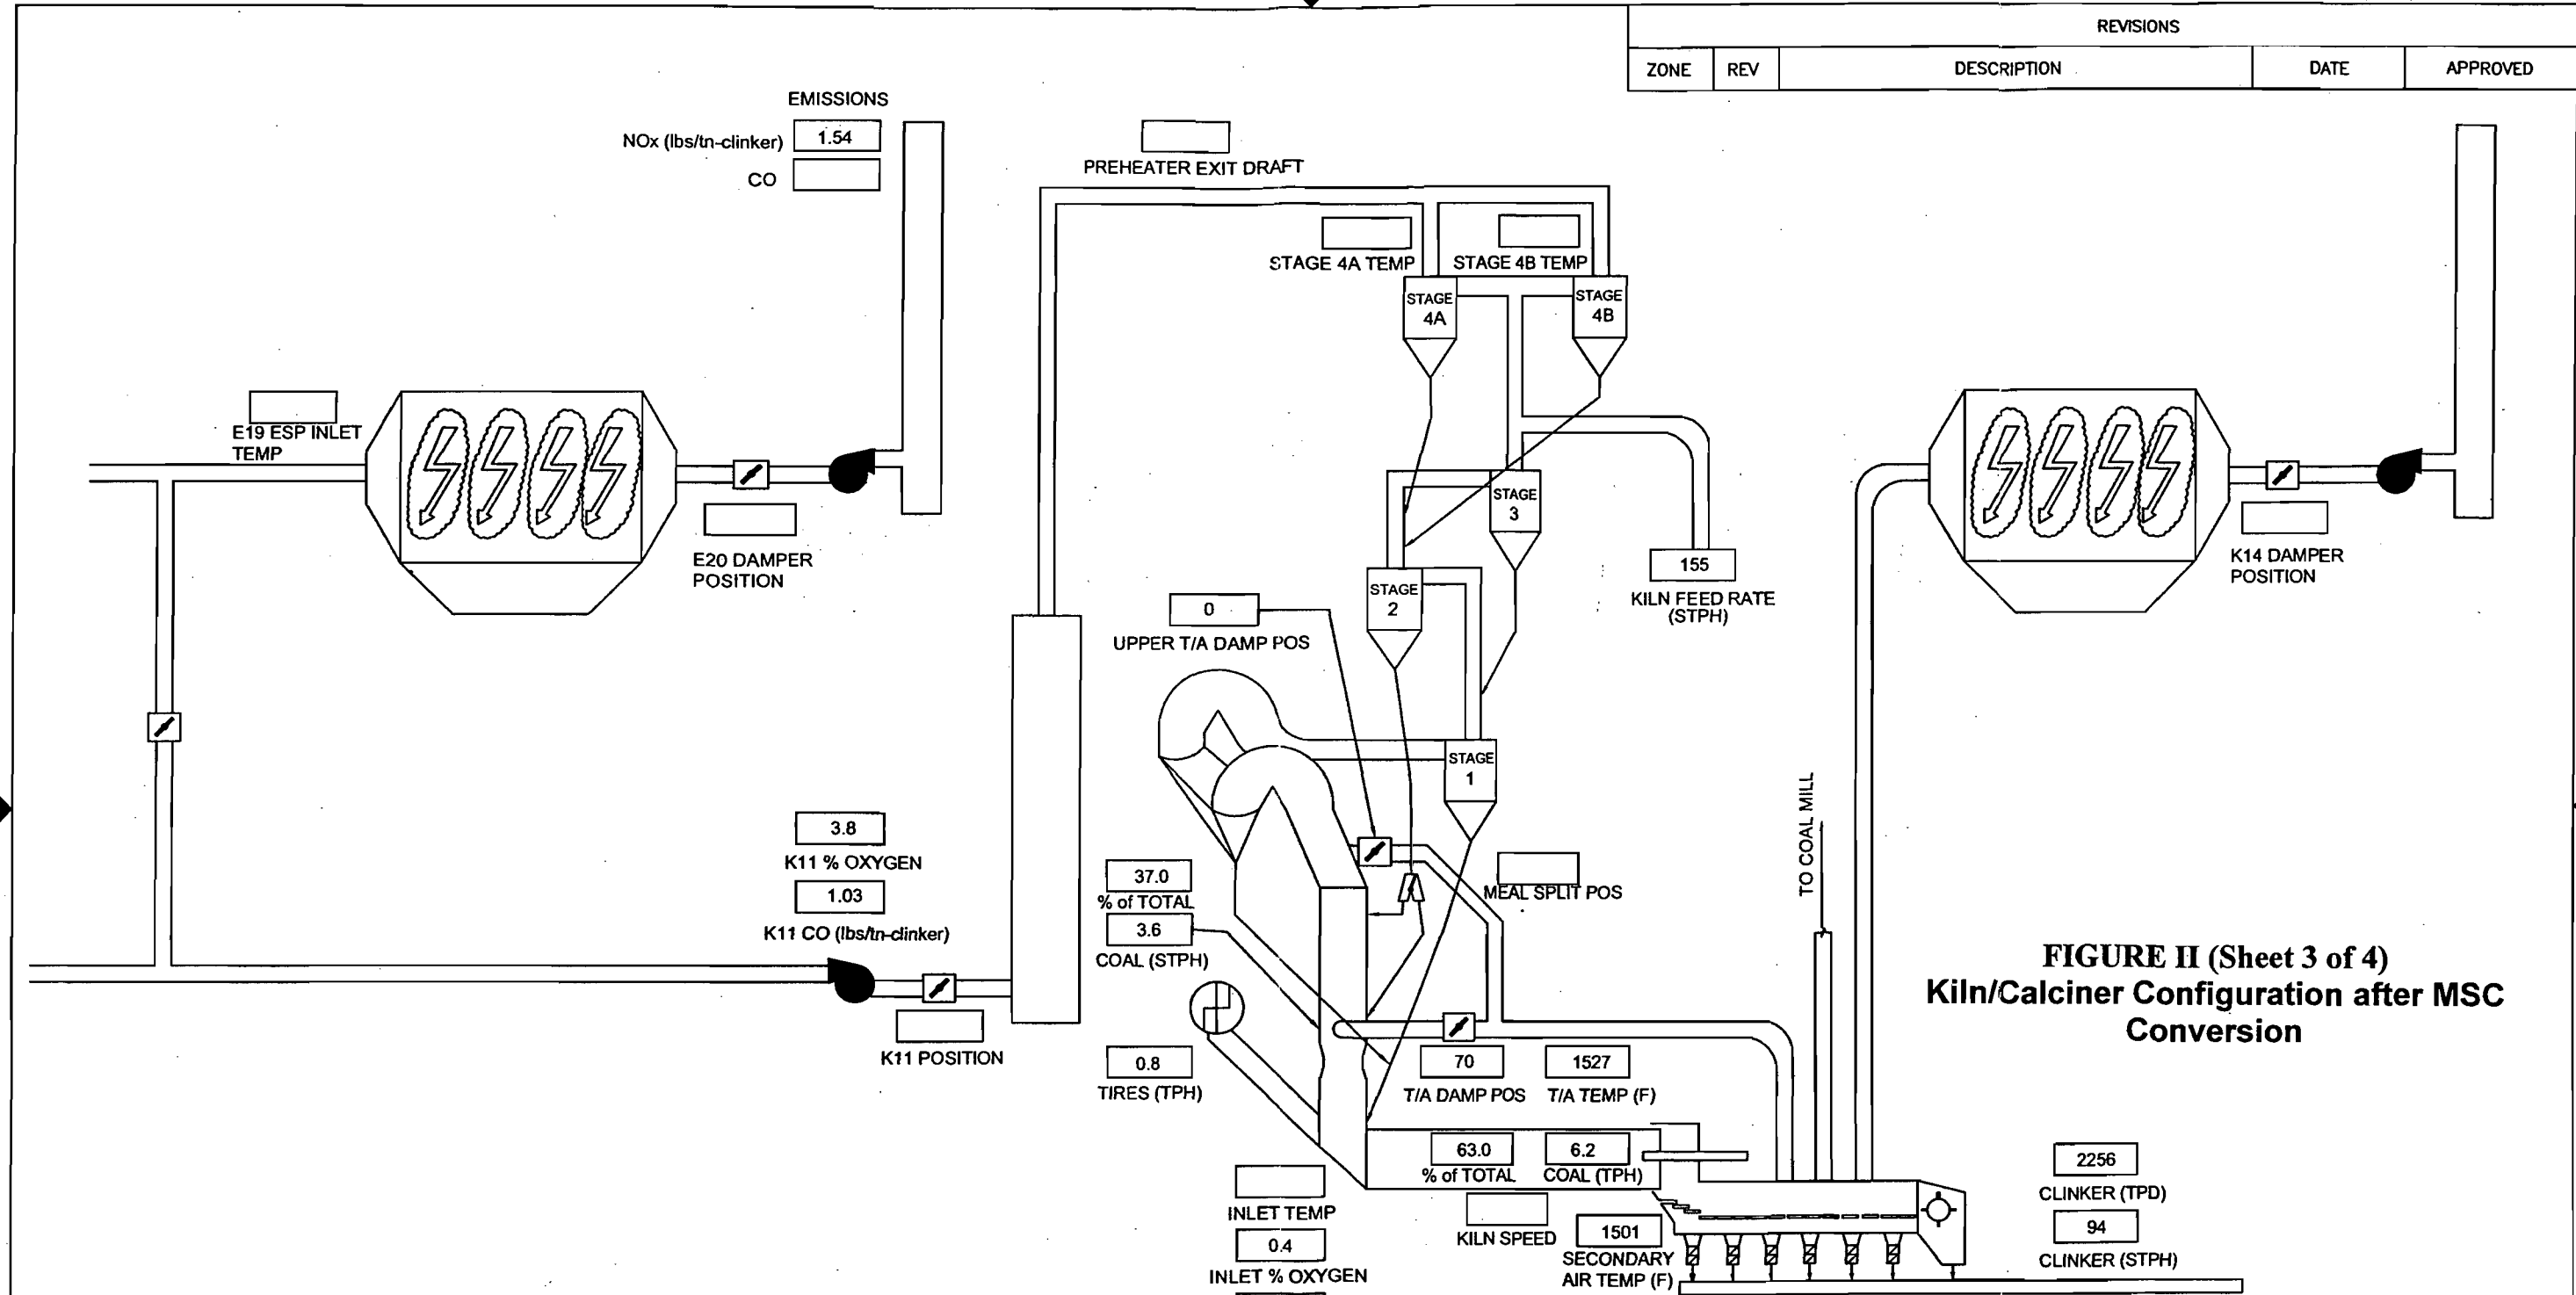 REVISIONS
ZONE REV DESCRIPTION DATE APPROVED
EMISSIONS
NOx (lbs/tn-clinker) 1.54
CO
PREHEATER EXIT DRAFT
STAGE 4A TEMP
STAGE 4B TEMP
STAGE
4A
STAGE
4B
E19 ESP INLET
TEMP
E20 DAMPER
POSITION
STAGE
3
155
KILN FEED RATE
(STPH)
K14 DAMPER
POSITION
STAGE
2
0
UPPER T/A DAMP POS
STAGE
1
TO COAL MILL
3.8
K11 % OXYGEN
1.03
K11 CO (lbs/tn-clinker)
37.0
% of TOTAL
3.6
COAL (STPH)
MEAL SPLIT POS
FIGURE II (Sheet 3 of 4)
Kiln/Calciner Configuration after MSC
Conversion
K11 POSITION
0.8
TIRES (TPH)
70
T/A DAMP POS
1527
T/A TEMP (F)
63.0
% of TOTAL
6.2
COAL (TPH)
INLET TEMP
0.4
INLET % OXYGEN
KILN SPEED
1501
SECONDARY
AIR TEMP (F)
2256
CLINKER (TPD)
94
CLINKER (STPH)